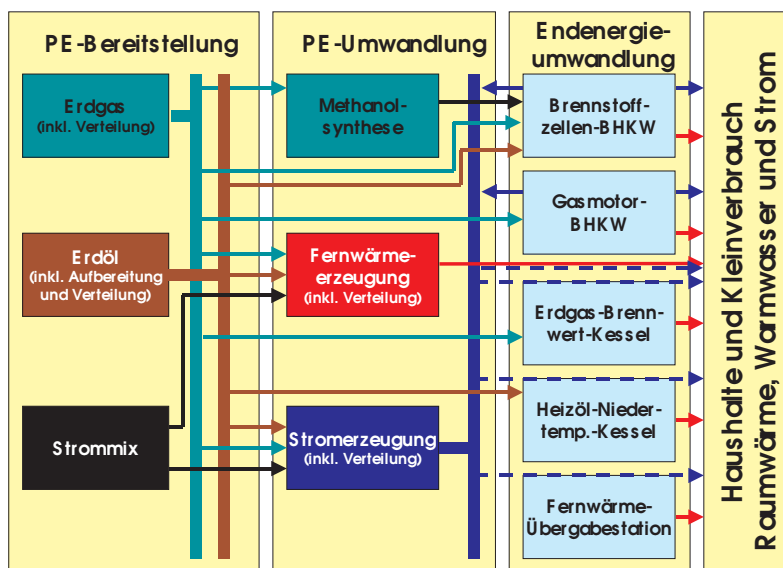 PE-Bereitstellung
Erdgas
(inkl. Verteilung)
Erdöl
(inkl. Aufbereitung
und Verteilung)
Strommix
PE-Umwandlung
Methanol-
synthese
Fernwärme-
erzeugung
(inkl. Verteilung)
Stromerzeugung
(inkl. Verteilung)
Endenergie-
umwandlung
Brennstoff-
zellen-BHKW
Gasmotor-
BHKW
Erdgas-Brenn-
wert-Kessel
Heizöl-Nieder-
temp.-Kessel
Fernwärme-
Übergabestation
Haushalte und Kleinverbrauch
Raumwärme, Warmwasser und Strom